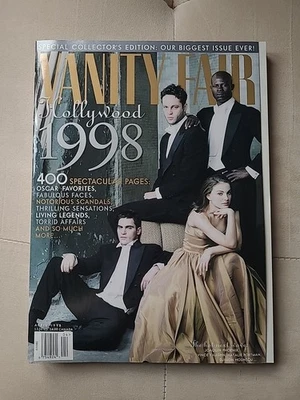 SPECIAL COLLECTOR'S EDITION: OUR BIGGEST ISSUE EVER!
VANITY FAIR
Hollywood
1998
400 SPECTACULAR PAGES:
OSCAR FAVORITES,
FABULOUS FACES,
NOTORIOUS SCANDALS,
THRILLING SENSATIONS,
LIVING LEGENDS,
TORRID AFFAIRS
AND SO MUCH
MORE...